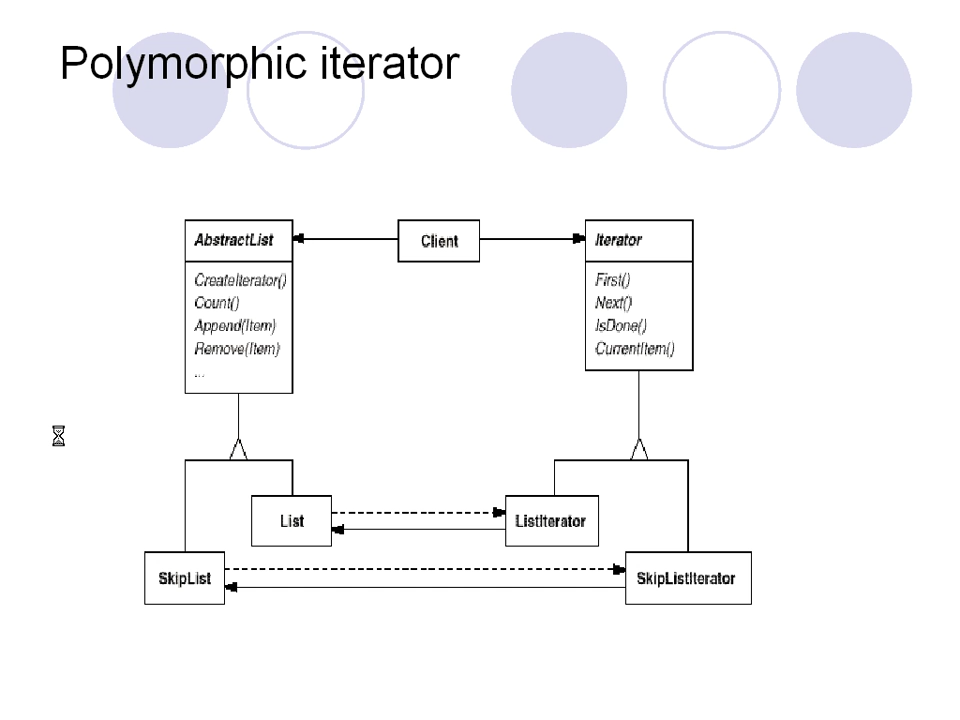 Polymorphic iterator
AbstractList
CreateIterator()
Count()
Append(Item)
Remove(Item)
...
Client
Iterator
First()
Next()
IsDone()
CurrentItem()
List
ListIterator
SkipList
SkipListIterator